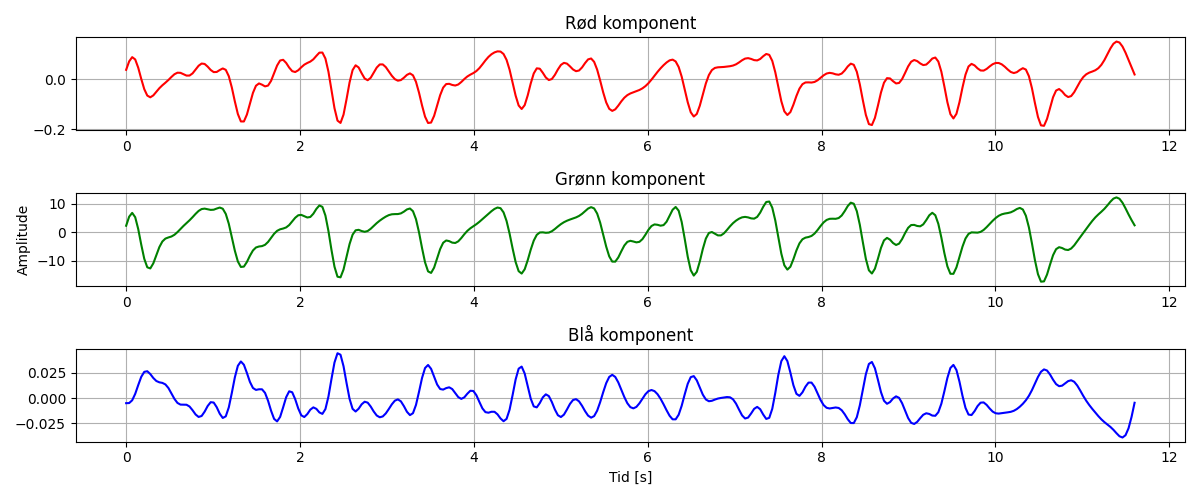 Rød komponent
0.0
−0.2
0 2 4 6 8 10 12
Grønn komponent
Amplitude
10
0
−10
0 2 4 6 8 10 12
Blå komponent
0.025
0.000
−0.025
0 2 4 6 8 10 12
Tid [s]